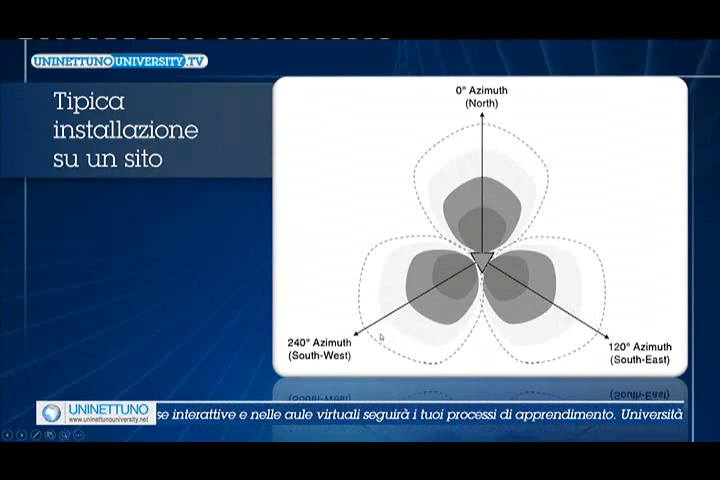 UNINETTUNOUNIVERSITY.TV
Tipica
installazione
su un sito
0° Azimuth
(North)
240° Azimuth
(South-West)
120° Azimuth
(South-East)
UNINETTUNO
www.uninettunouniversity.net
se interattive e nelle aule virtuali seguirà i tuoi processi di apprendimento. Università